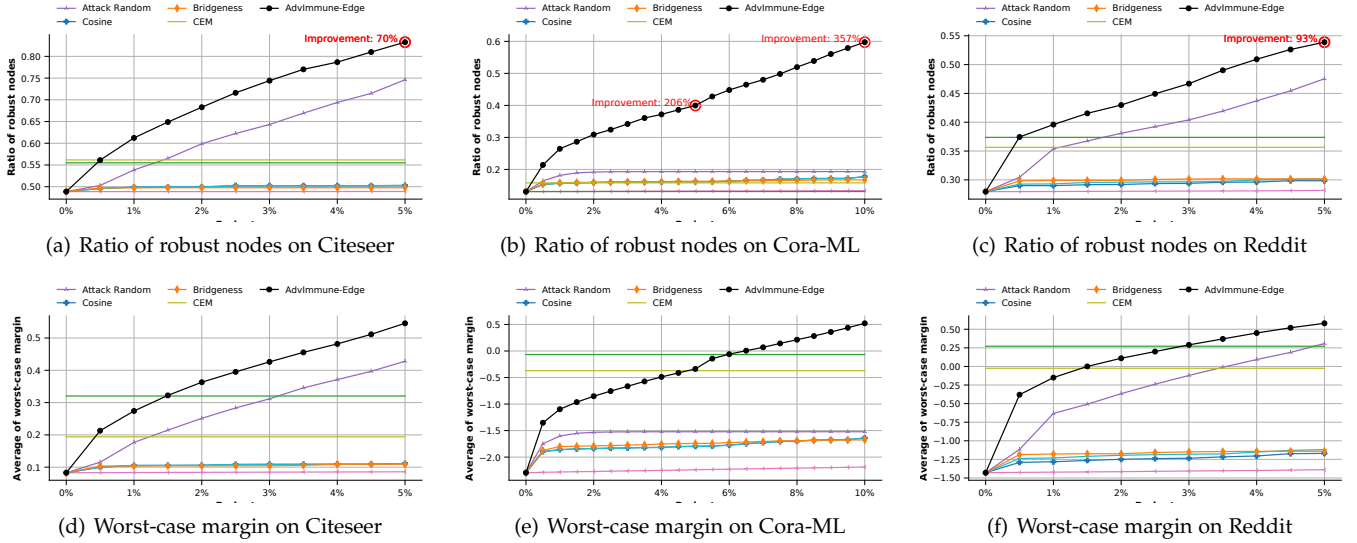 Attack Random Bridgeness AdvImmune-Edge
Cosine CEM
Improvement: 70%
Ratio of robust nodes
0.80
0.75
0.70
0.65
0.60
0.55
0.50
0% 1% 2% 3% 4% 5%
(a) Ratio of robust nodes on Citeseer
Attack Random Bridgeness AdvImmune-Edge
Cosine CEM
Improvement: 357%
Improvement: 206%
Ratio of robust nodes
0.6
0.5
0.4
0.3
0.2
0% 2% 4% 6% 8% 10%
(b) Ratio of robust nodes on Cora-ML
Attack Random Bridgeness AdvImmune-Edge
Cosine CEM
Improvement: 93%
Ratio of robust nodes
0.55
0.50
0.45
0.40
0.35
0.30
0% 1% 2% 3% 4% 5%
(c) Ratio of robust nodes on Reddit
Attack Random Bridgeness AdvImmune-Edge
Cosine CEM
Average of worst-case margin
0.5
0.4
0.3
0.2
0.1
0% 1% 2% 3% 4% 5%
(d) Worst-case margin on Citeseer
Attack Random Bridgeness AdvImmune-Edge
Cosine CEM
Average of worst-case margin
0.5
0.0
−0.5
−1.0
−1.5
−2.0
0% 2% 4% 6% 8% 10%
(e) Worst-case margin on Cora-ML
Attack Random Bridgeness AdvImmune-Edge
Cosine CEM
Average of worst-case margin
0.50
0.25
0.00
−0.25
−0.50
−0.75
−1.00
−1.25
−1.50
0% 1% 2% 3% 4% 5%
(f) Worst-case margin on Reddit